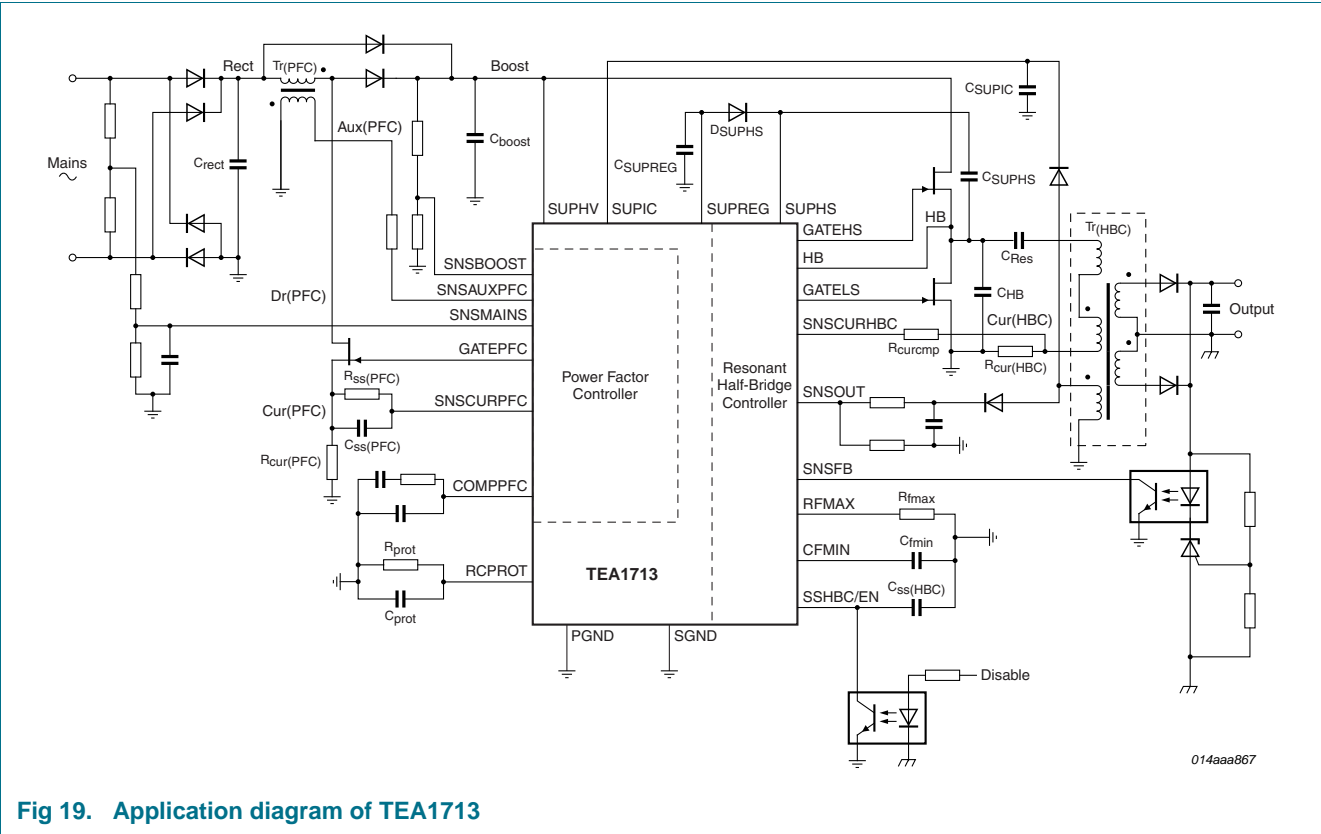 Rect
Tr(PFC)
Boost
CSUPIC
Aux(PFC)
DSUPHS
Cboost
Mains
Crect
CSUPREG
CSUPHS
SUPHV
SUPIC
SUPREG
SUPHS
GATEHS
HB
Tr(HBC)
HB
CRes
SNSBOOST
SNSAUXPFC
SNSMAINS
GATEPFC
SNSCURPFC
COMPPFC
RCPROT
Dr(PFC)
Rss(PFC)
Cur(PFC)
Css(PFC)
Rcur(PFC)
Rprot
Cprot
Power Factor
Controller
Resonant
Half-Bridge
Controller
TEA1713
GATELS
CHB
Output
SNSCURHBC
Cur(HBC)
Rcurcmp
Rcur(HBC)
SNSOUT
SNSFB
RFMAX
Rfmax
CFMIN
Cfmin
SSHBC/EN
Css(HBC)
PGND
SGND
Disable
014aaa867
Fig 19. Application diagram of TEA1713